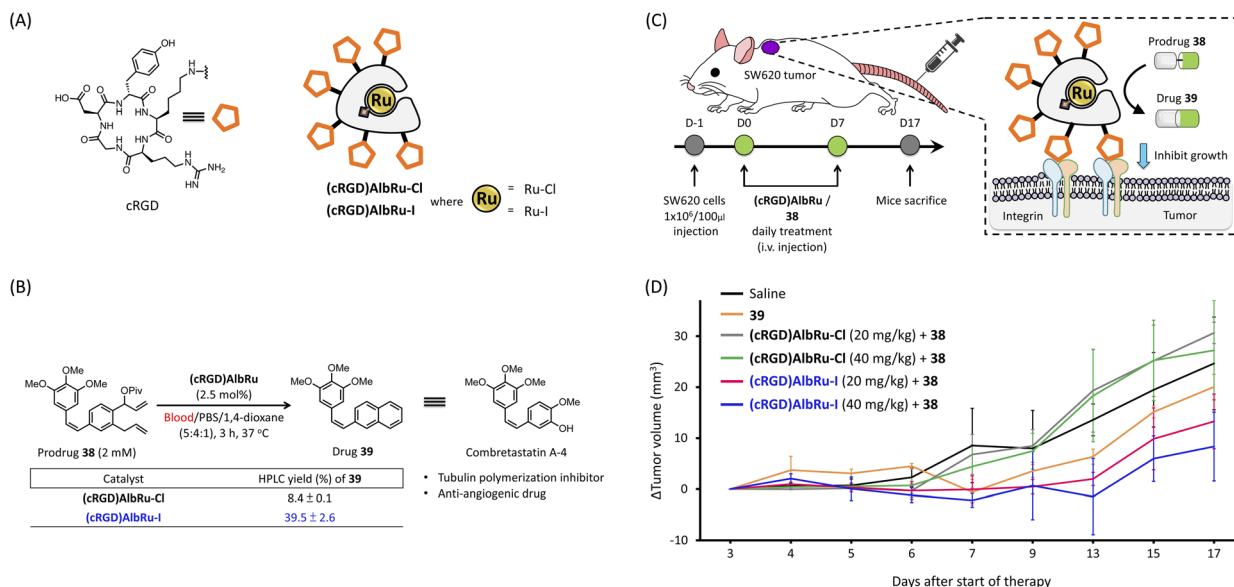 (A)
OH
HN
HO
O
O
NH
HN
O
NH
HN
O
O
NH
O
N
H
NH₂
NH
cRGD
Ru
(cRGD)AlbRu-Cl
(cRGD)AlbRu-I
where
Ru
= Ru-Cl
= Ru-I
(B)
OMe
MeO
OMe
OPiv
Prodrug 38 (2 mM)
(cRGD)AlbRu
(2.5 mol%)
Blood/PBS/1,4-dioxane
(5:4:1), 3 h, 37 °C
OMe
MeO
OMe
Drug 39
OMe
MeO
OMe
OMe
OH
Combretastatin A-4
• Tubulin polymerization inhibitor
• Anti-angiogenic drug
Catalyst HPLC yield (%) of 39
(cRGD)AlbRu-Cl 8.4 ± 0.1
(cRGD)AlbRu-I 39.5 ± 2.6
(C)
SW620 tumor
D-1 D0 D7 D17
SW620 cells
1x10⁶/100μl
injection
(cRGD)AlbRu /
38
daily treatment
(i.v. injection)
Mice sacrifice
Ru
Prodrug 38
Drug 39
Inhibit growth
Integrin
Tumor
(D)
Saline
39
(cRGD)AlbRu-Cl (20 mg/kg) + 38
(cRGD)AlbRu-Cl (40 mg/kg) + 38
(cRGD)AlbRu-I (20 mg/kg) + 38
(cRGD)AlbRu-I (40 mg/kg) + 38
ΔTumor volume (mm³)
30
20
10
0
-10
3 4 5 6 7 9 13 15 17
Days after start of therapy